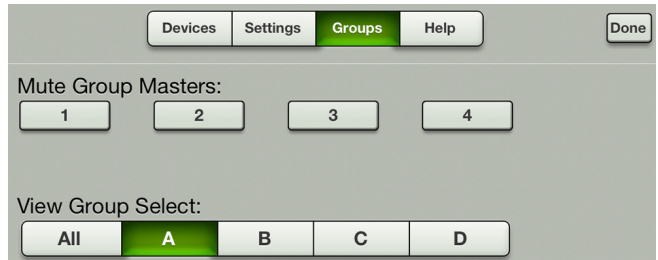 Devices Settings Groups Help Done
Mute Group Masters:
1 2 3 4
View Group Select:
All A B C D